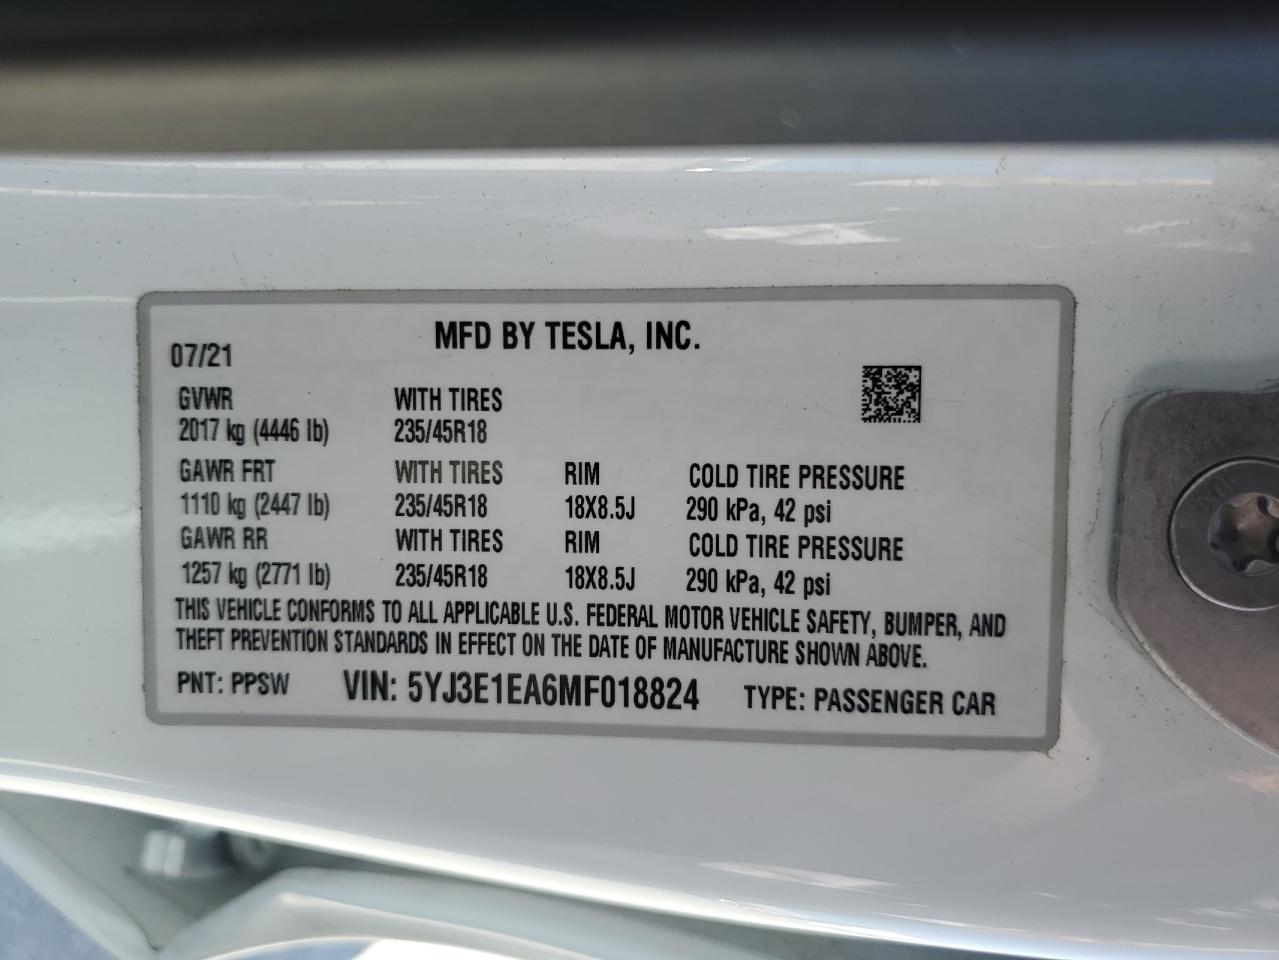 MFD BY TESLA, INC.
07/21
GVWR WITH TIRES
2017 kg (4446 lb) 235/45R18
GAWR FRT WITH TIRES RIM COLD TIRE PRESSURE
1110 kg (2447 lb) 235/45R18 18X8.5J 290 kPa, 42 psi
GAWR RR WITH TIRES RIM COLD TIRE PRESSURE
1257 kg (2771 lb) 235/45R18 18X8.5J 290 kPa, 42 psi
THIS VEHICLE CONFORMS TO ALL APPLICABLE U.S. FEDERAL MOTOR VEHICLE SAFETY, BUMPER, AND
THEFT PREVENTION STANDARDS IN EFFECT ON THE DATE OF MANUFACTURE SHOWN ABOVE.
PNT: PPSW VIN: 5YJ3E1EA6MF018824 TYPE: PASSENGER CAR